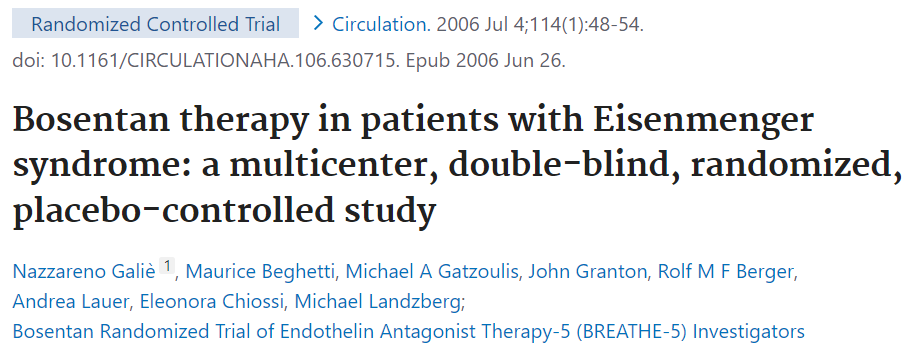 Randomized Controlled Trial > Circulation. 2006 Jul 4;114(1):48-54.
doi: 10.1161/CIRCULATIONAHA.106.630715. Epub 2006 Jun 26.
Bosentan therapy in patients with Eisenmenger
syndrome: a multicenter, double-blind, randomized,
placebo-controlled study
Nazzareno Galiè 1, Maurice Beghetti, Michael A Gatzoulis, John Granton, Rolf M F Berger,
Andrea Lauer, Eleonora Chiossi, Michael Landzberg;
Bosentan Randomized Trial of Endothelin Antagonist Therapy-5 (BREATHE-5) Investigators